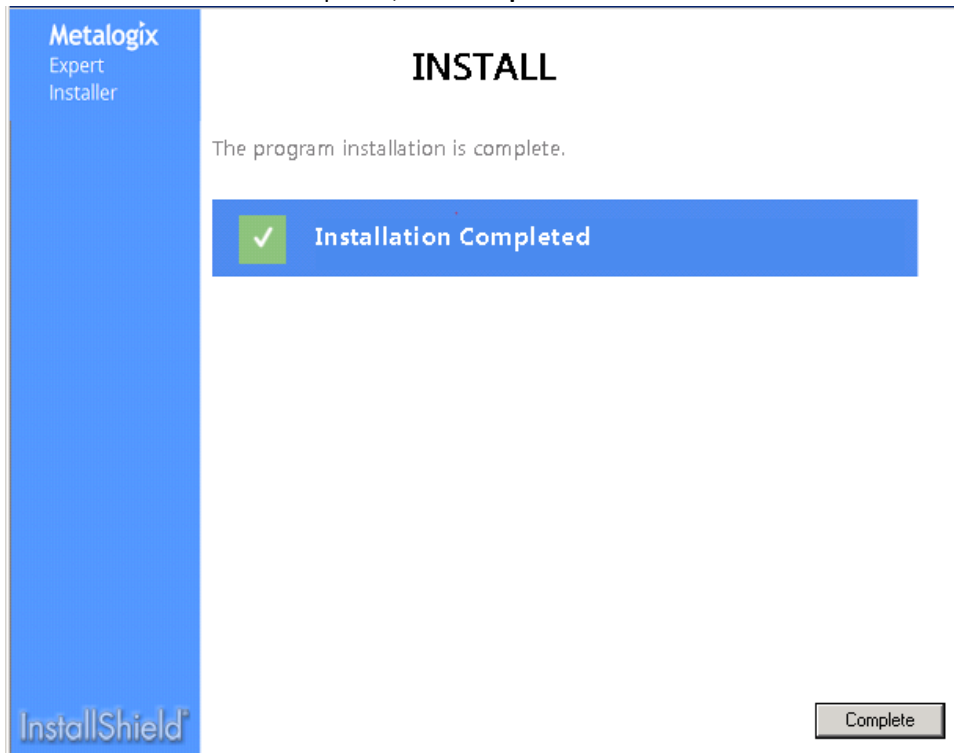 Metalogix
Expert
Installer
INSTALL
The program installation is complete.
Installation Completed
InstallShield®
Complete